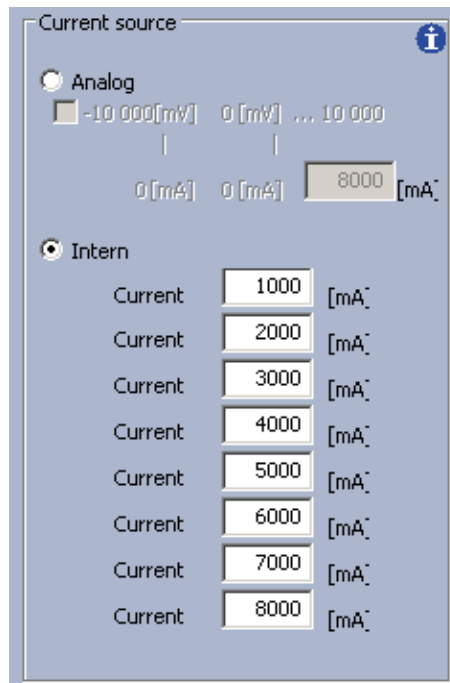 Current source
Analog
-10 000[mV] 0 [mV] ... 10 000
0[mA] 0 [mA] 8000 [mA]
Intern
Current 1000 [mA]
Current 2000 [mA]
Current 3000 [mA]
Current 4000 [mA]
Current 5000 [mA]
Current 6000 [mA]
Current 7000 [mA]
Current 8000 [mA]